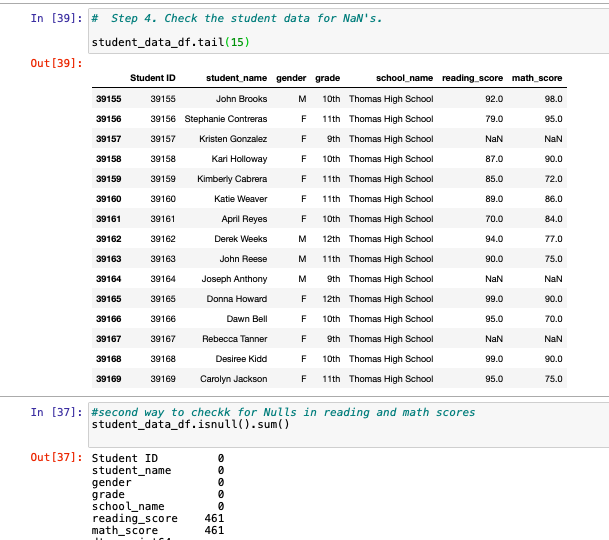 In [39]: #  Step 4. Check the student data for NaN's.
student_data_df.tail(15)
Out[39]:
Student ID student_name gender grade school_name reading_score math_score
39155 39155 John Brooks M 10th Thomas High School 92.0 98.0
39156 39156 Stephanie Contreras F 11th Thomas High School 79.0 95.0
39157 39157 Kristen Gonzalez F 9th Thomas High School NaN NaN
39158 39158 Kari Holloway F 10th Thomas High School 87.0 90.0
39159 39159 Kimberly Cabrera F 11th Thomas High School 85.0 72.0
39160 39160 Katie Weaver F 11th Thomas High School 89.0 86.0
39161 39161 April Reyes F 10th Thomas High School 70.0 84.0
39162 39162 Derek Weeks M 12th Thomas High School 94.0 77.0
39163 39163 John Reese M 11th Thomas High School 90.0 75.0
39164 39164 Joseph Anthony M 9th Thomas High School NaN NaN
39165 39165 Donna Howard F 12th Thomas High School 99.0 90.0
39166 39166 Dawn Bell F 10th Thomas High School 95.0 70.0
39167 39167 Rebecca Tanner F 9th Thomas High School NaN NaN
39168 39168 Desiree Kidd F 10th Thomas High School 99.0 90.0
39169 39169 Carolyn Jackson F 11th Thomas High School 95.0 75.0
In [37]: #second way to checkk for Nulls in reading and math scores
student_data_df.isnull().sum()
Out[37]: Student ID 0
student_name 0
gender 0
grade 0
school_name 0
reading_score 461
math_score 461